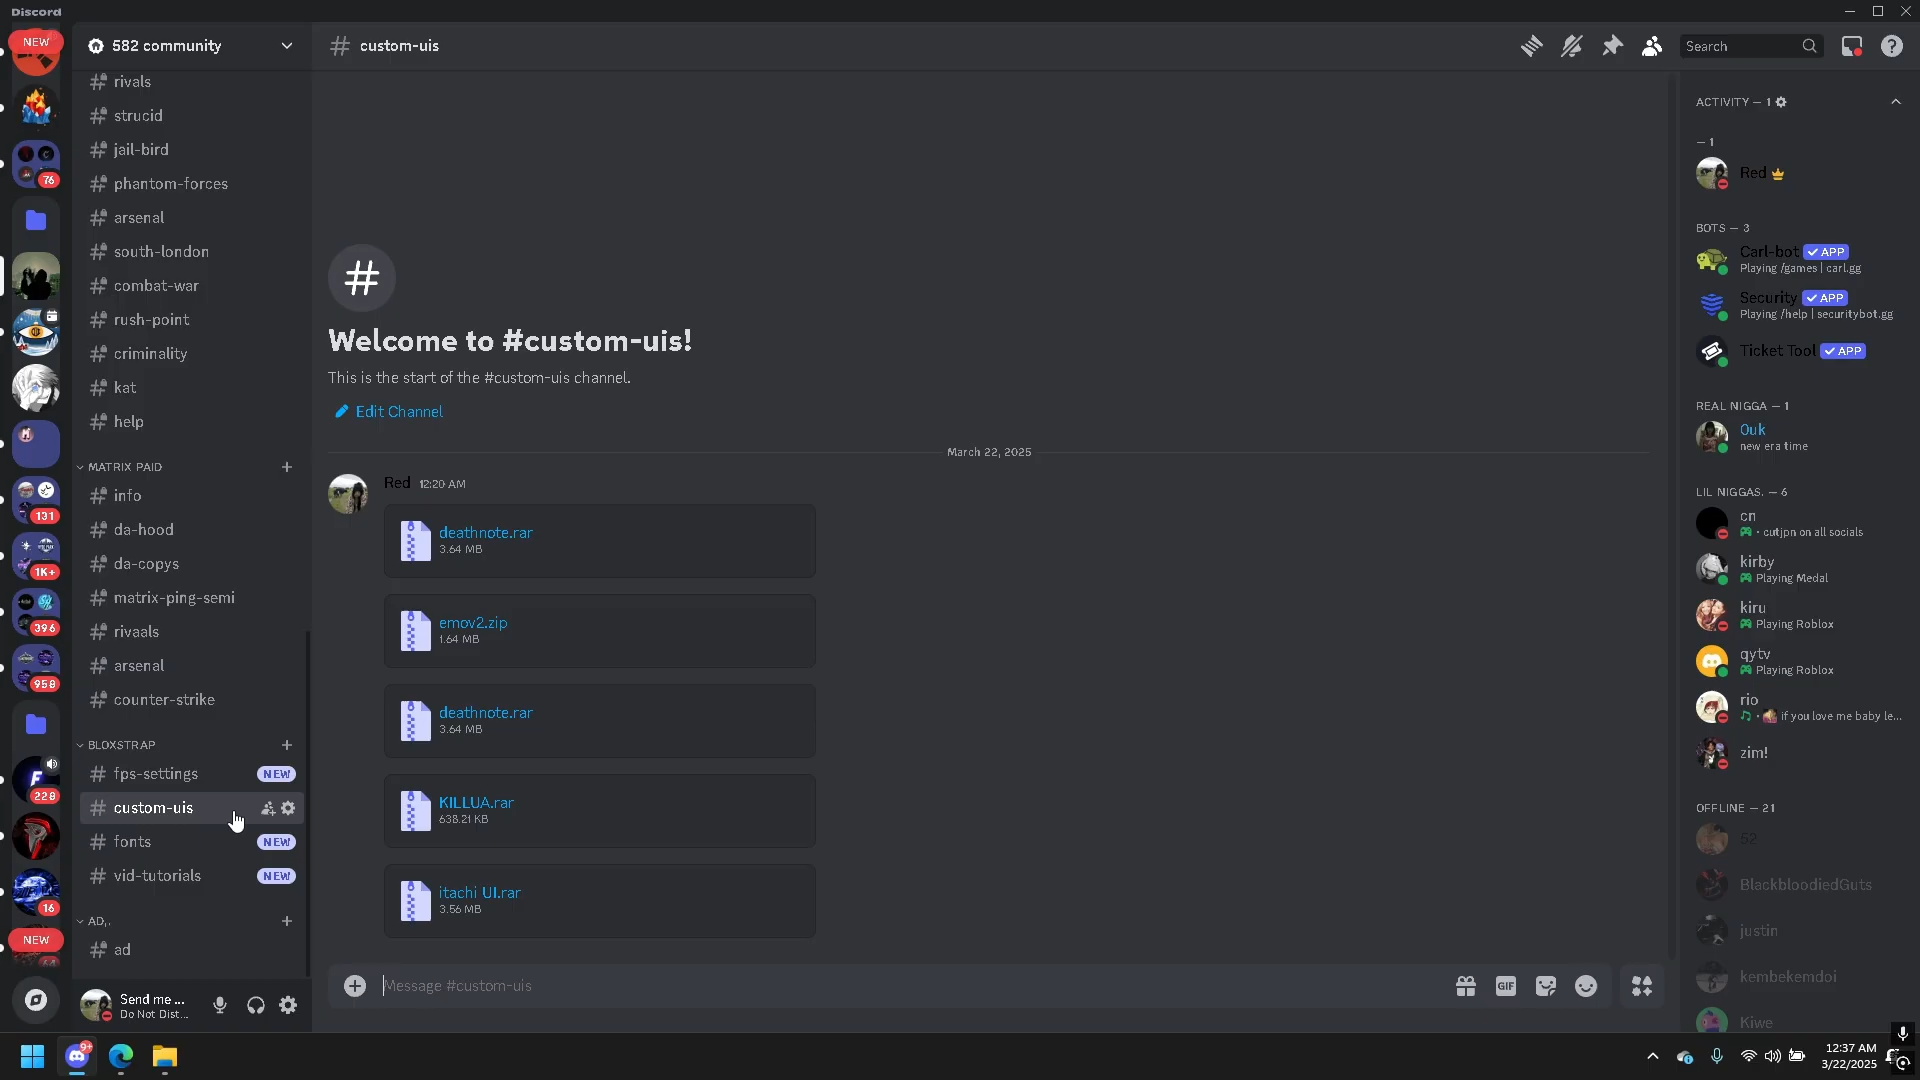 Discord
NEW
76
131
1K+
396
958
228
16
NEW
582 community
rivals
strucid
jail-bird
phantom-forces
arsenal
south-london
combat-war
rush-point
criminality
kat
help
MATRIX PAID
info
da-hood
da-copys
matrix-ping-semi
rivaals
arsenal
counter-strike
BLOXSTRAP
fps-settings NEW
custom-uis
fonts NEW
vid-tutorials NEW
AD,.
ad
Send me ...
Do Not Dist...
custom-uis
Search
Welcome to #custom-uis!
This is the start of the #custom-uis channel.
Edit Channel
March 22, 2025
Red 12:20 AM
deathnote.rar
3.64 MB
emov2.zip
1.64 MB
deathnote.rar
3.64 MB
KILLUA.rar
638.21 KB
itachi UI.rar
3.56 MB
Message #custom-uis
GIF
ACTIVITY — 1
— 1
Red
BOTS — 3
Carl-bot APP
Playing /games | carl.gg
Security APP
Playing /help | securitybot.gg
Ticket Tool APP
REAL NIGGA — 1
Ouk
new era time
LIL NIGGAS. — 6
cn
• cutjpn on all socials
kirby
Playing Medal
kiru
Playing Roblox
qytv
Playing Roblox
rio
• if you love me baby le...
zim!
OFFLINE — 21
52
BlackbloodiedGuts
justin
kembekemdoi
Kiwe
9+
12:37 AM
3/22/2025